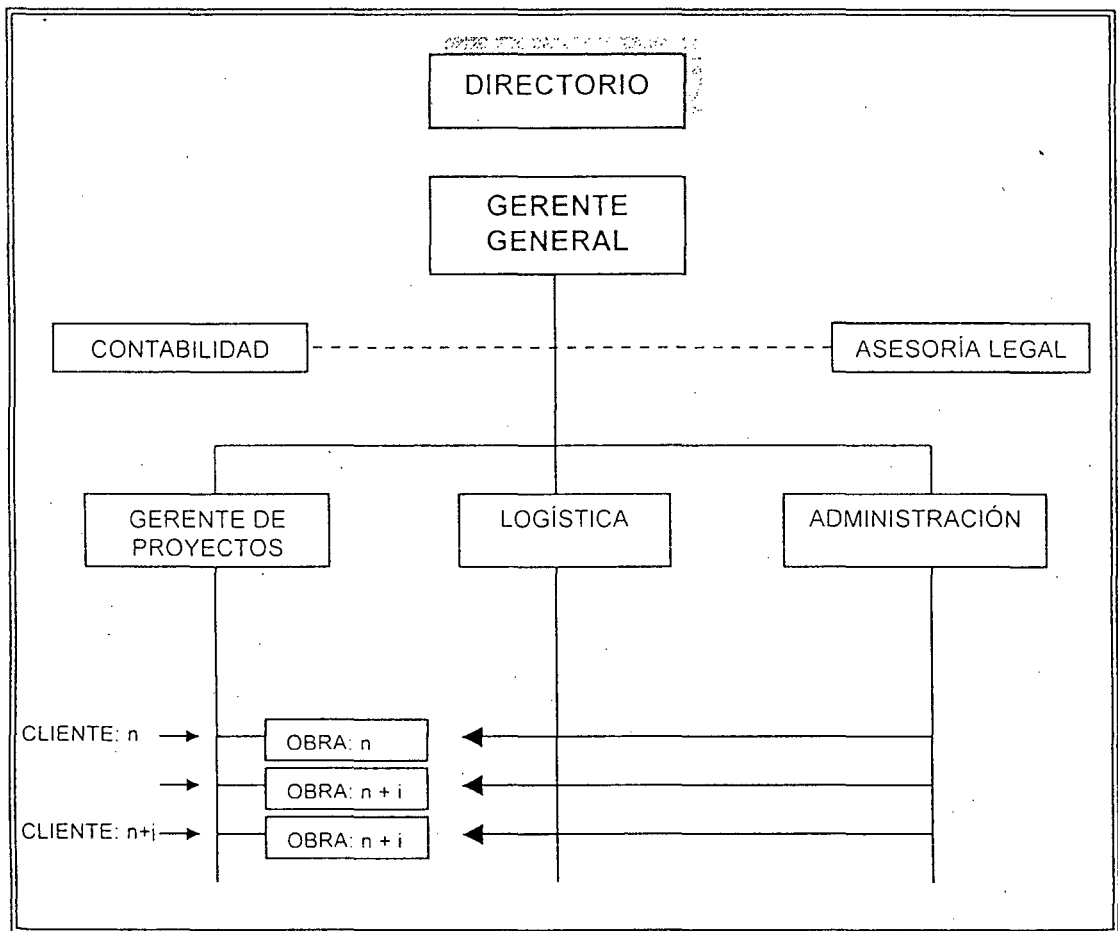 DIRECTORIO
GERENTE
GENERAL
CONTABILIDAD
ASESORÍA LEGAL
GERENTE DE
PROYECTOS
LOGÍSTICA
ADMINISTRACIÓN
CLIENTE: n
OBRA: n
OBRA: n + i
CLIENTE: n+i
OBRA: n + i